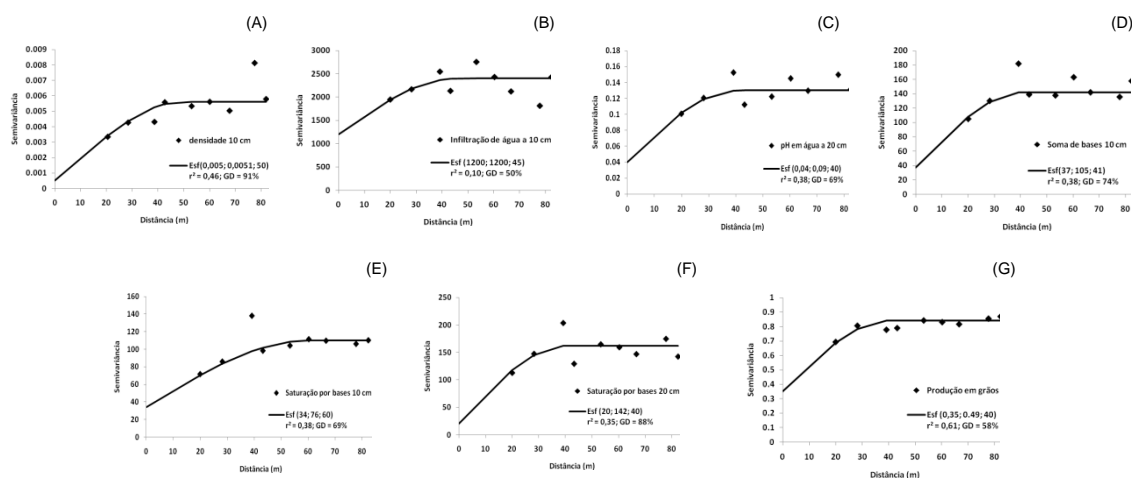 (A)
0.009
0.008
0.007
0.006
0.005
0.004
0.003
0.002
0.001
0
Semivariância
0 10 20 30 40 50 60 70 80
Distância (m)
densidade 10 cm
Esf(0,005; 0,0051; 50)
r² = 0,46; GD = 91%
(B)
3000
2500
2000
1500
1000
500
0
Semivariância
0 10 20 30 40 50 60 70 80
Distância (m)
Infiltração de água a 10 cm
Esf (1200; 1200; 45)
r² = 0,10; GD = 50%
(C)
0.18
0.16
0.14
0.12
0.1
0.08
0.06
0.04
0.02
0
Semivariância
0 10 20 30 40 50 60 70 80
Distância (m)
pH em água a 20 cm
Esf (0,04; 0,09; 40)
r² = 0,38; GD = 69%
(D)
200
180
160
140
120
100
80
60
40
20
0
Semivariância
0 10 20 30 40 50 60 70 80
Distância (m)
Soma de bases 10 cm
Esf(37; 105; 41)
r² = 0,38; GD = 74%
(E)
160
140
120
100
80
60
40
20
0
Semivariância
0 10 20 30 40 50 60 70 80
Distância (m)
Saturação por bases 10 cm
Esf (34; 76; 60)
r² = 0,38; GD = 69%
(F)
250
200
150
100
50
0
Semivariância
0 10 20 30 40 50 60 70 80
Distância (m)
Saturação por bases 20 cm
Esf (20; 142; 40)
r² = 0,35; GD = 88%
(G)
1
0.9
0.8
0.7
0.6
0.5
0.4
0.3
0.2
0.1
0
Semivariância
0 10 20 30 40 50 60 70 80
Distância (m)
Produção em grãos
Esf (0,35; 0.49; 40)
r² = 0,61; GD = 58%